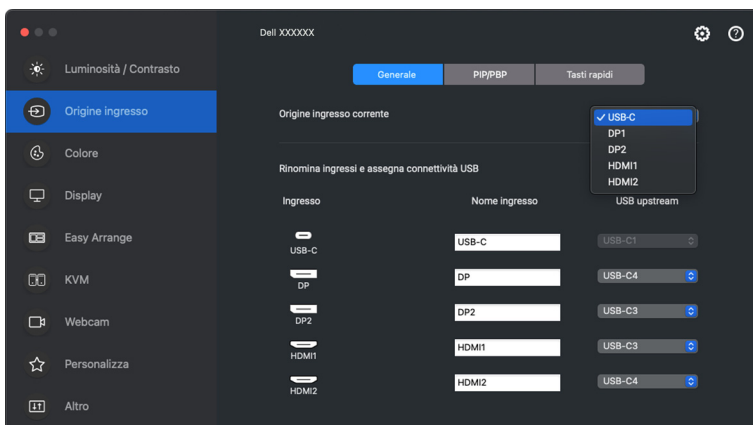 Dell XXXXXX
Luminosità / Contrasto
Origine ingresso
Colore
Display
Easy Arrange
KVM
Webcam
Personalizza
Altro
Generale PIP/PBP Tasti rapidi
Origine ingresso corrente
✓ USB-C
DP1
DP2
HDMI1
HDMI2
Rinomina ingressi e assegna connettività USB
Ingresso Nome ingresso USB upstream
USB-C USB-C USB-C1
DP DP USB-C4
DP2 DP2 USB-C3
HDMI1 HDMI1 USB-C3
HDMI2 HDMI2 USB-C4